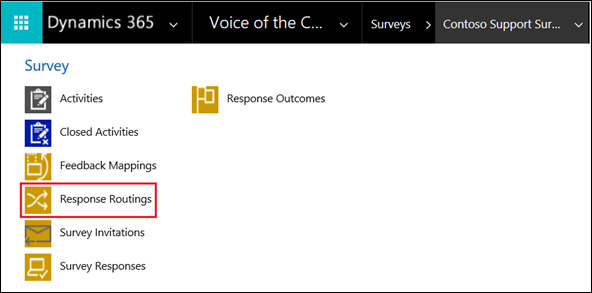 Dynamics 365 Voice of the C... Surveys Contoso Support Sur...
Survey
Activities Response Outcomes
Closed Activities
Feedback Mappings
Response Routings
Survey Invitations
Survey Responses